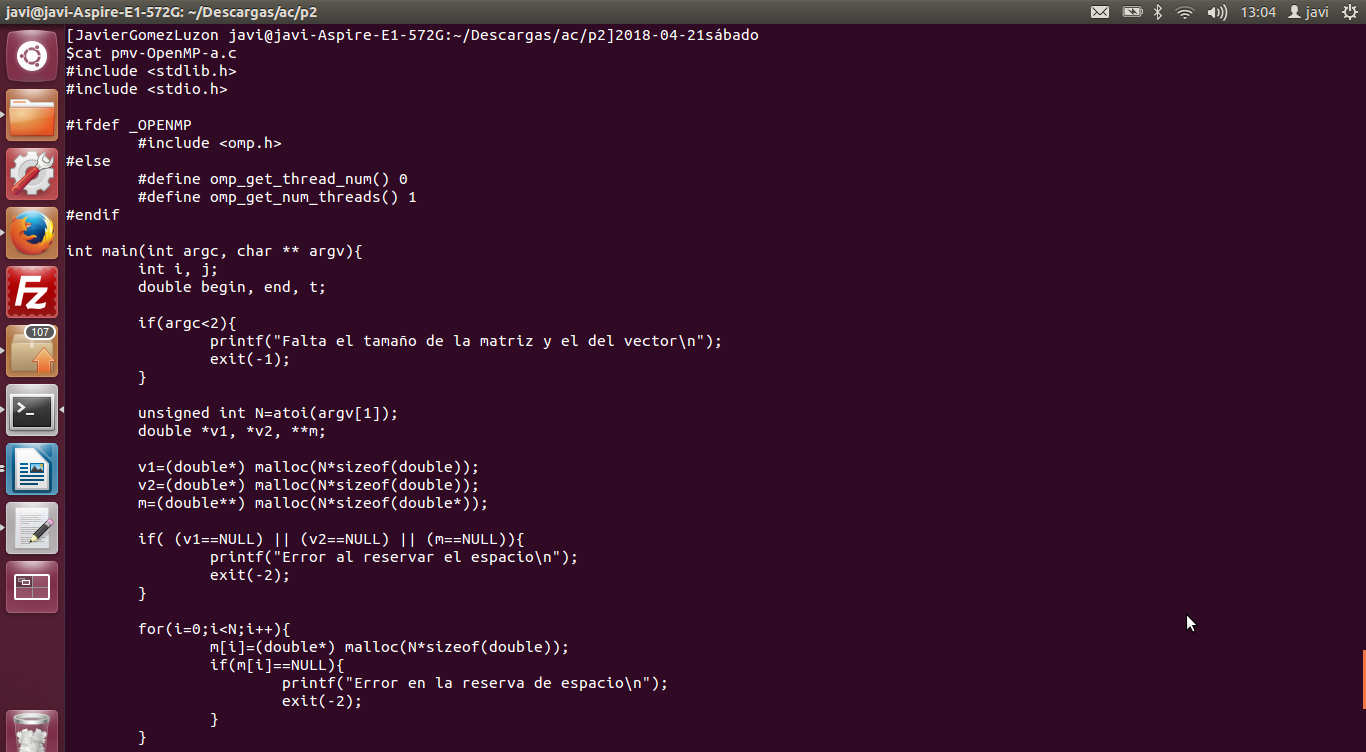 javi@javi-Aspire-E1-572G: ~/Descargas/ac/p2
13:04 javi
[JavierGomezLuzon javi@javi-Aspire-E1-572G:~/Descargas/ac/p2]2018-04-21sábado
$cat pmv-OpenMP-a.c
#include <stdlib.h>
#include <stdio.h>
#ifdef _OPENMP
#include <omp.h>
#else
#define omp_get_thread_num() 0
#define omp_get_num_threads() 1
#endif
int main(int argc, char ** argv){
int i, j;
double begin, end, t;
if(argc<2){
printf("Falta el tamaño de la matriz y el del vector\n");
exit(-1);
}
unsigned int N=atoi(argv[1]);
double *v1, *v2, **m;
v1=(double*) malloc(N*sizeof(double));
v2=(double*) malloc(N*sizeof(double));
m=(double**) malloc(N*sizeof(double*));
if( (v1==NULL) || (v2==NULL) || (m==NULL)){
printf("Error al reservar el espacio\n");
exit(-2);
}
for(i=0;i<N;i++){
m[i]=(double*) malloc(N*sizeof(double));
if(m[i]==NULL){
printf("Error en la reserva de espacio\n");
exit(-2);
}
}
Fz
107
>_